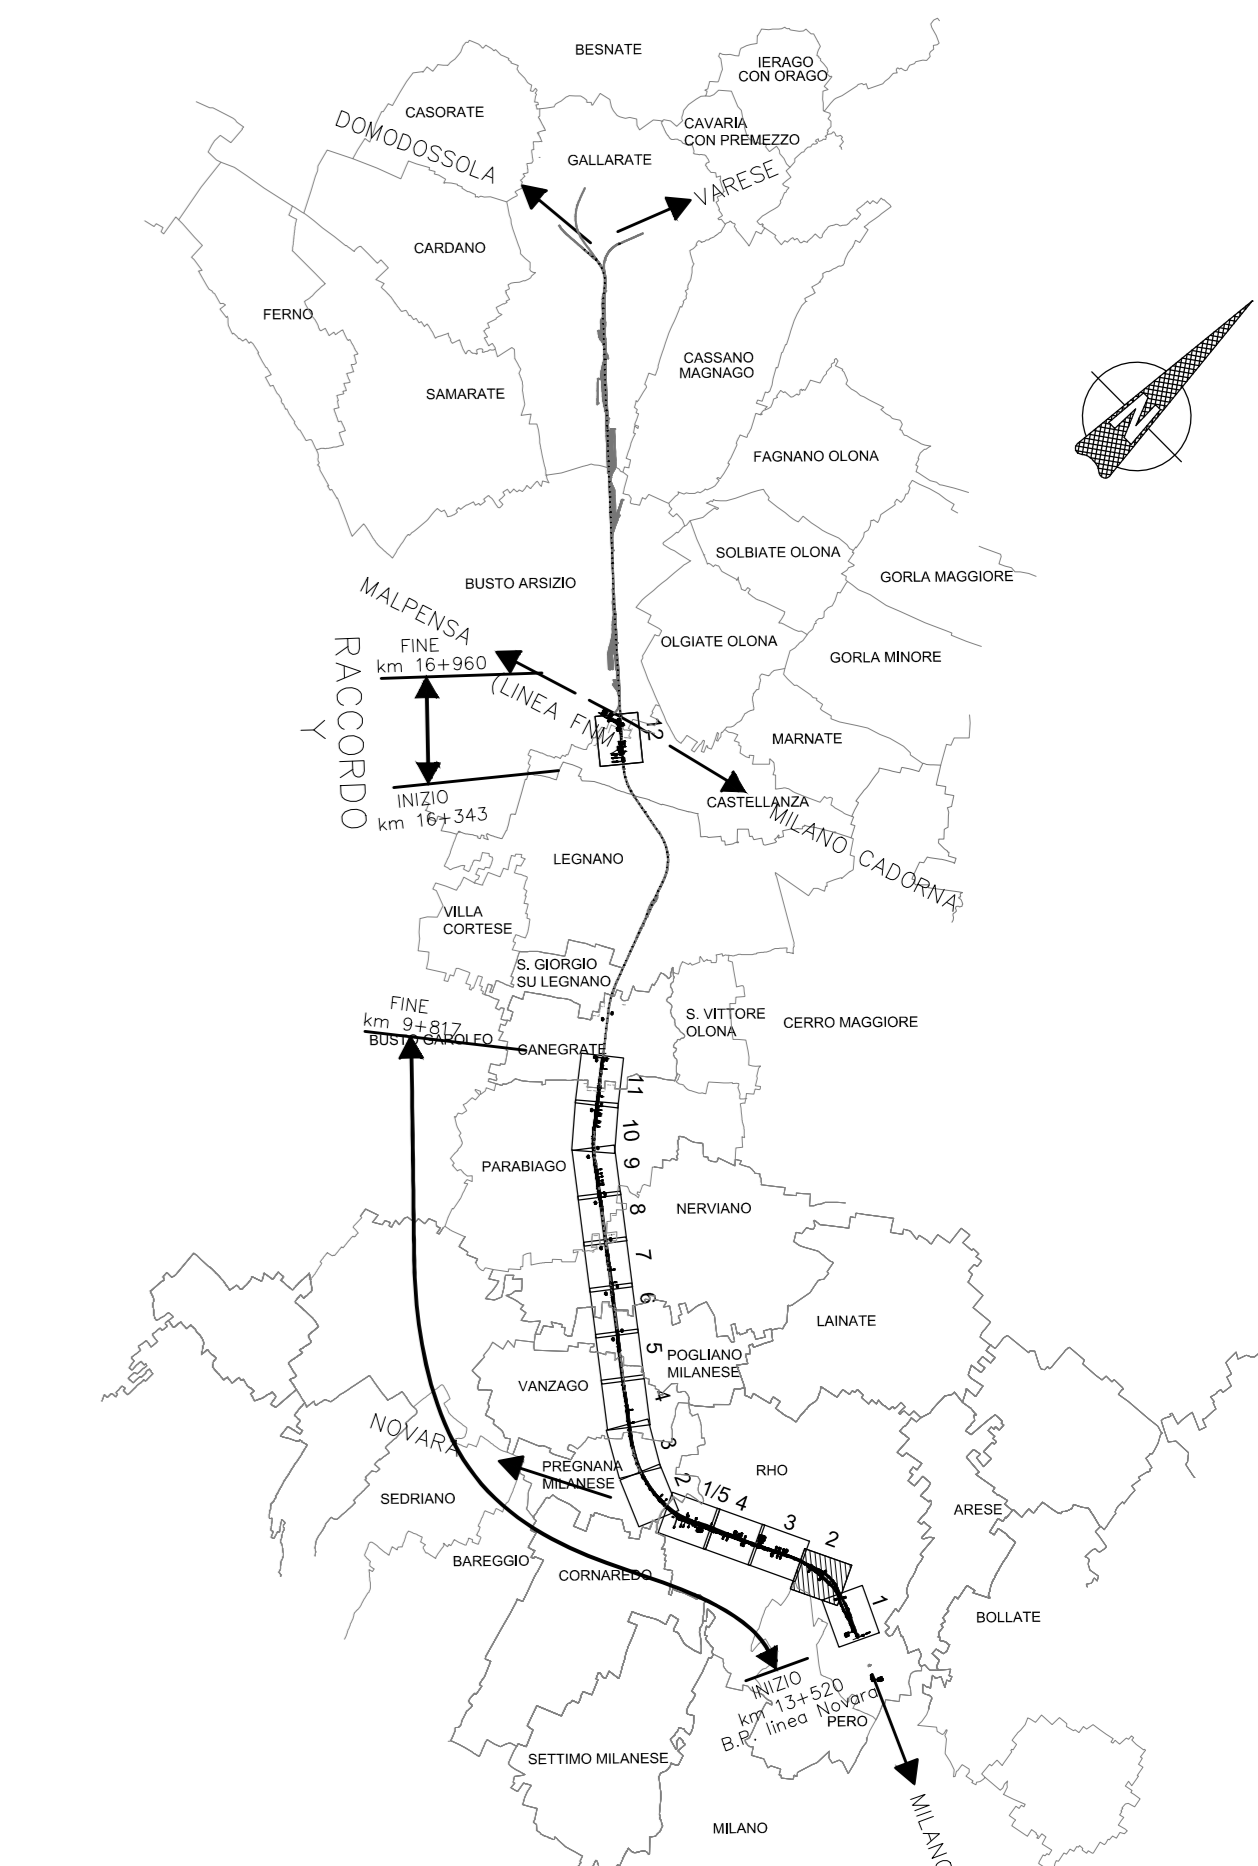 BESNATE
IERAGO
CON ORAGO
CASORATE
DOMODOSSOLA
CAVARIA
CON PREMEZZO
GALLARATE
VARESE
CARDANO
FERNO
CASSANO
MAGNAGO
SAMARATE
N
FAGNANO OLONA
SOLBIATE OLONA
BUSTO ARSIZIO
GORLA MAGGIORE
MALPENSA
OLGIATE OLONA
GORLA MINORE
FINE
km 16+960
RACCORDO
Y
(LINEA FNM
12
MARNATE
INIZIO
km 16+343
CASTELLANZA
MILANO CADORNA
LEGNANO
VILLA
CORTESE
S. GIORGIO
SU LEGNANO
FINE
km 9+817
BUSTO GAROLFO
CANEGRATE
S. VITTORE
OLONA
CERRO MAGGIORE
11
10
9
PARABIAGO
8
NERVIANO
7
6
LAINATE
5
POGLIANO
MILANESE
VANZAGO
4
NOVARA
3
PREGNANA
MILANESE
2
RHO
SEDRIANO
1/5
4
3
2
ARESE
BAREGGIO
CORNAREDO
1
BOLLATE
INIZIO
km 13+520
B.P. linea Novara
PERO
SETTIMO MILANESE
MILANO
MILANO